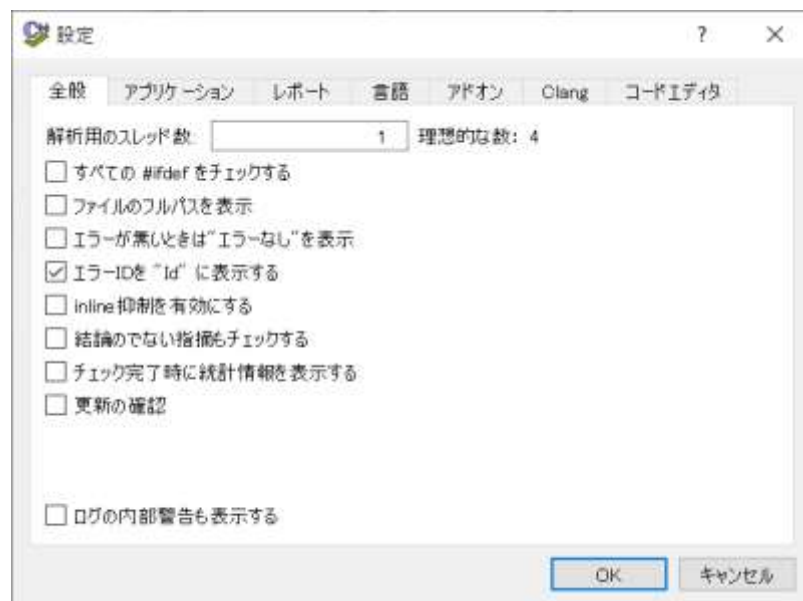 設定
全般 アプリケーション レポート 言語 アドオン Clang コードエディタ
解析用のスレッド数: 1 理想的な数: 4
すべての #ifdef をチェックする
ファイルのフルパスを表示
エラーが無いときは"エラーなし"を表示
エラーIDを "Id" に表示する
inline抑制を有効にする
結論のでない指摘もチェックする
チェック完了時に統計情報を表示する
更新の確認
ログの内部警告も表示する
OK キャンセル